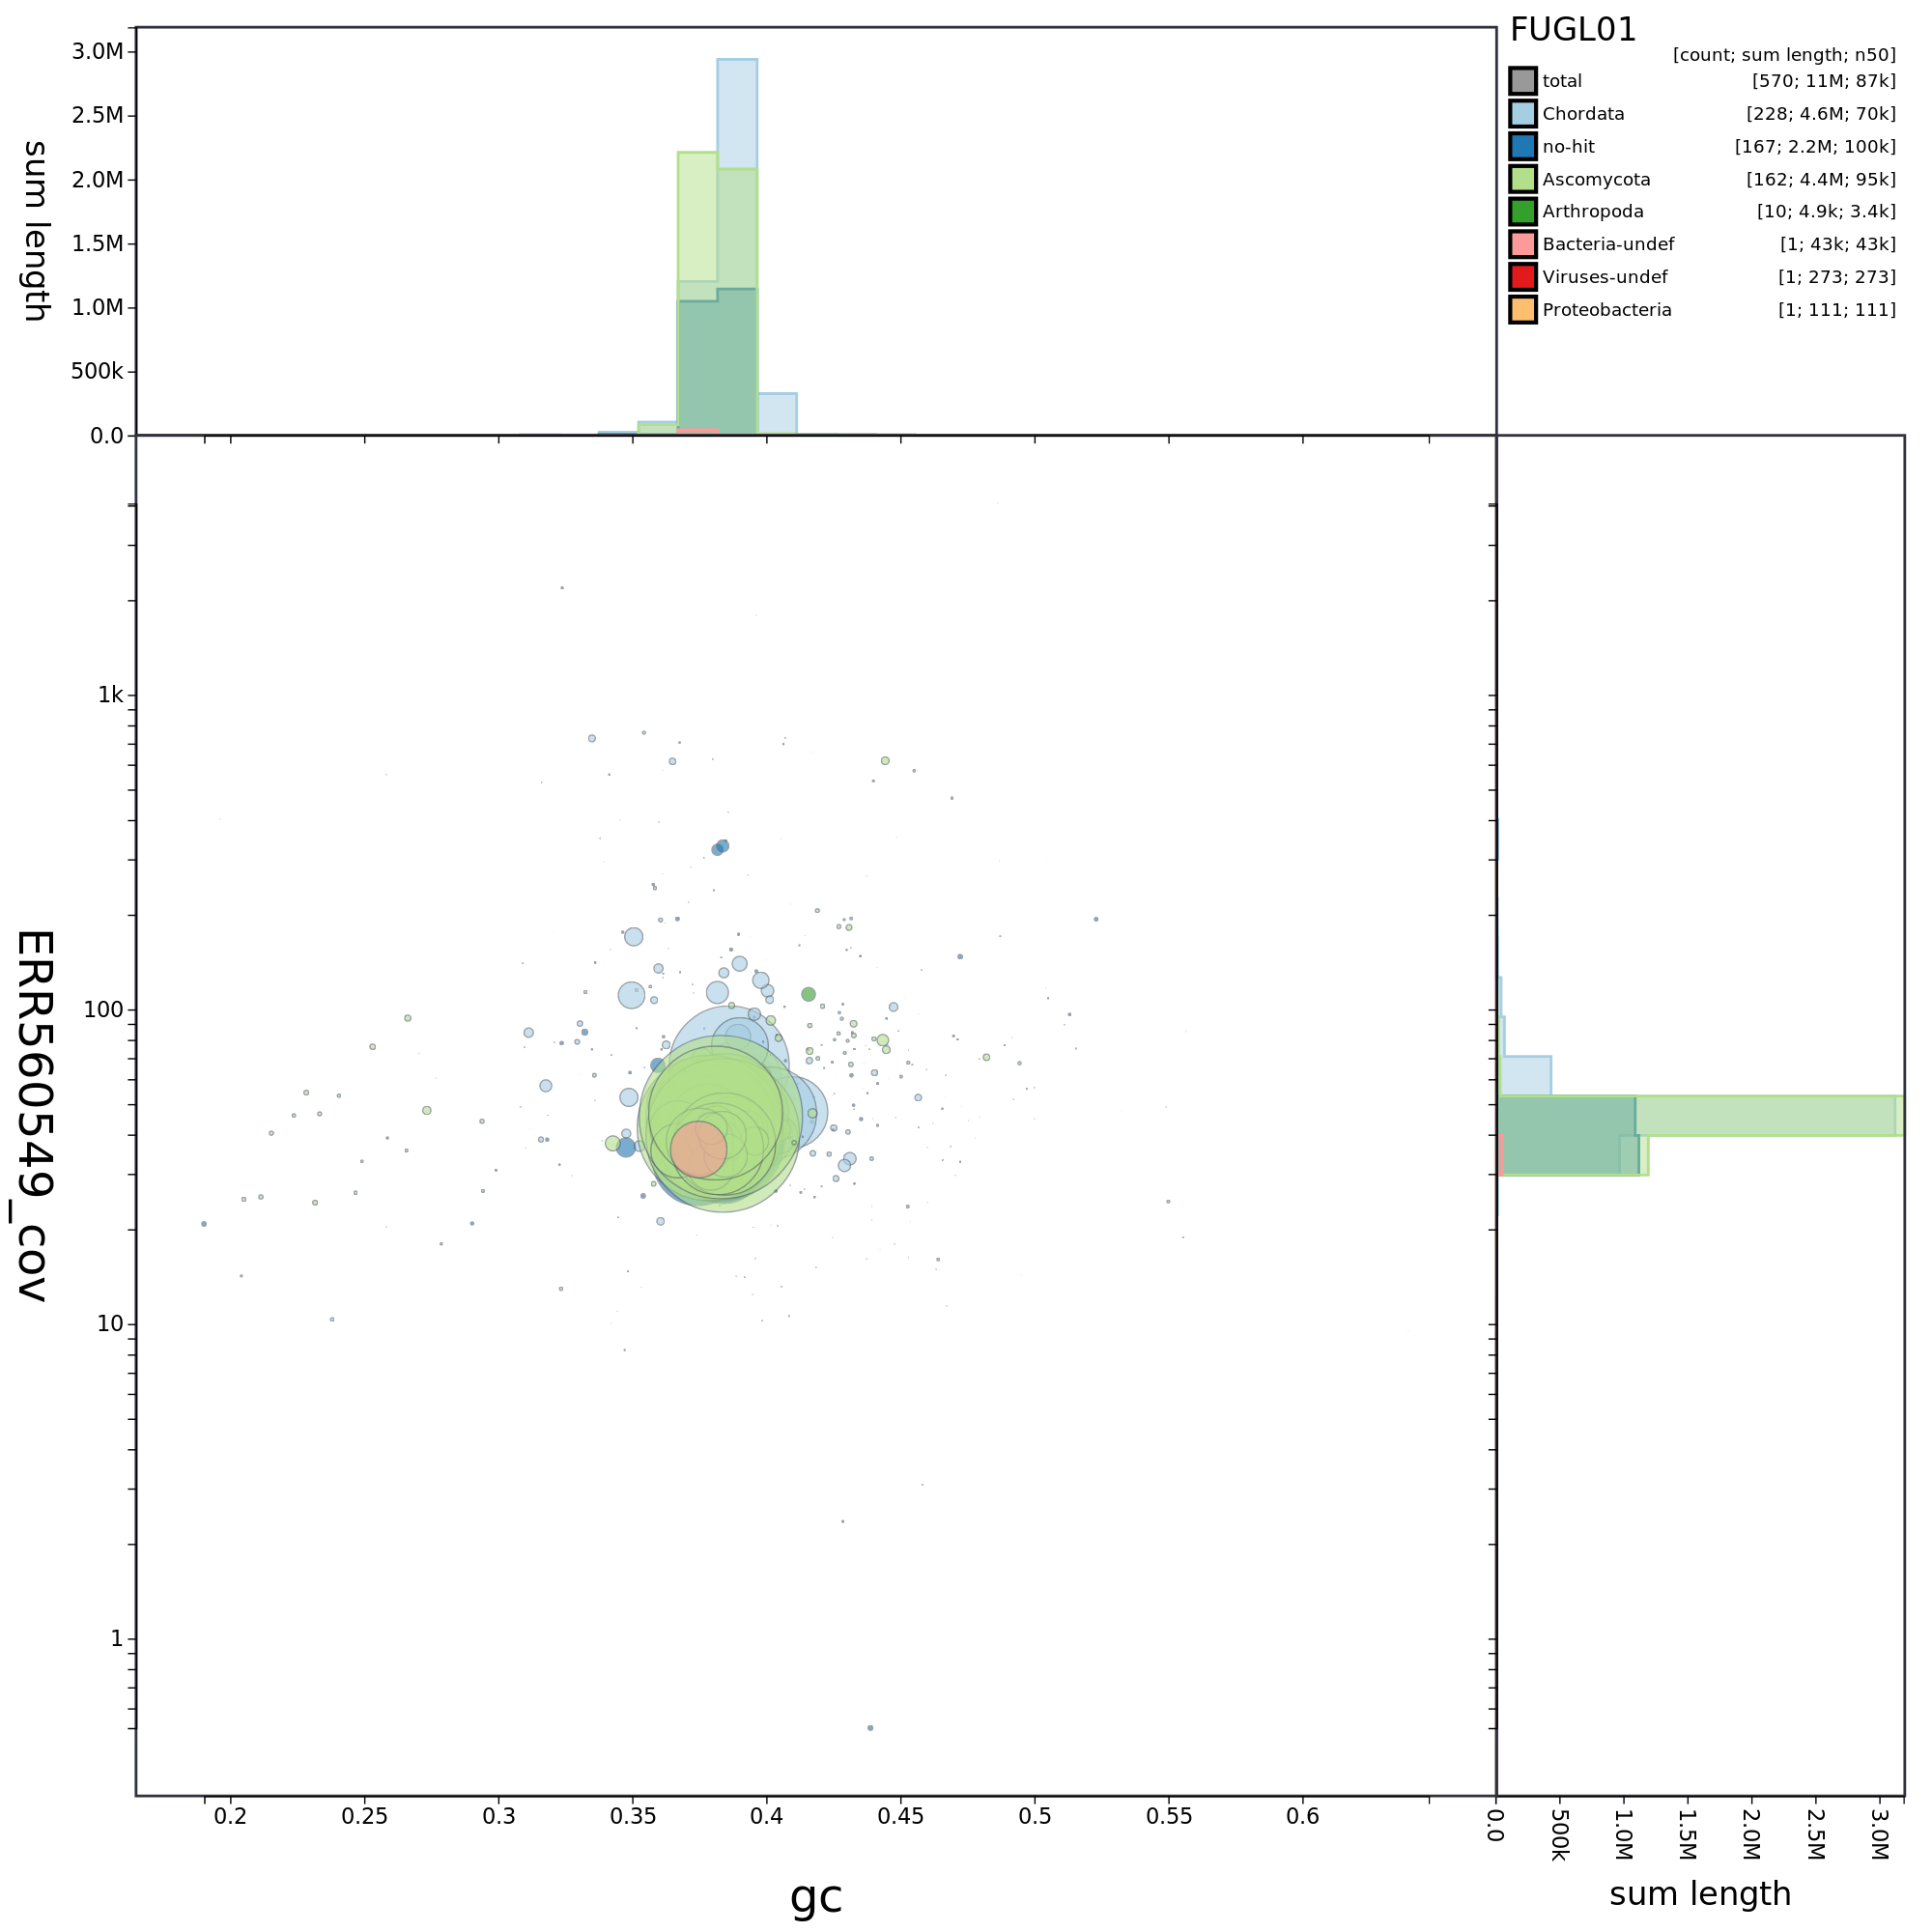 FUGL01
[count; sum length; n50]
total [570; 11M; 87k]
Chordata [228; 4.6M; 70k]
no-hit [167; 2.2M; 100k]
Ascomycota [162; 4.4M; 95k]
Arthropoda [10; 4.9k; 3.4k]
Bacteria-undef [1; 43k; 43k]
Viruses-undef [1; 273; 273]
Proteobacteria [1; 111; 111]
sum length
3.0M
2.5M
2.0M
1.5M
1.0M
500k
0.0
ERR560549_cov
1k
100
10
1
0.2 0.25 0.3 0.35 0.4 0.45 0.5 0.55 0.6
gc
0.0 500k 1.0M 1.5M 2.0M 2.5M 3.0M
sum length